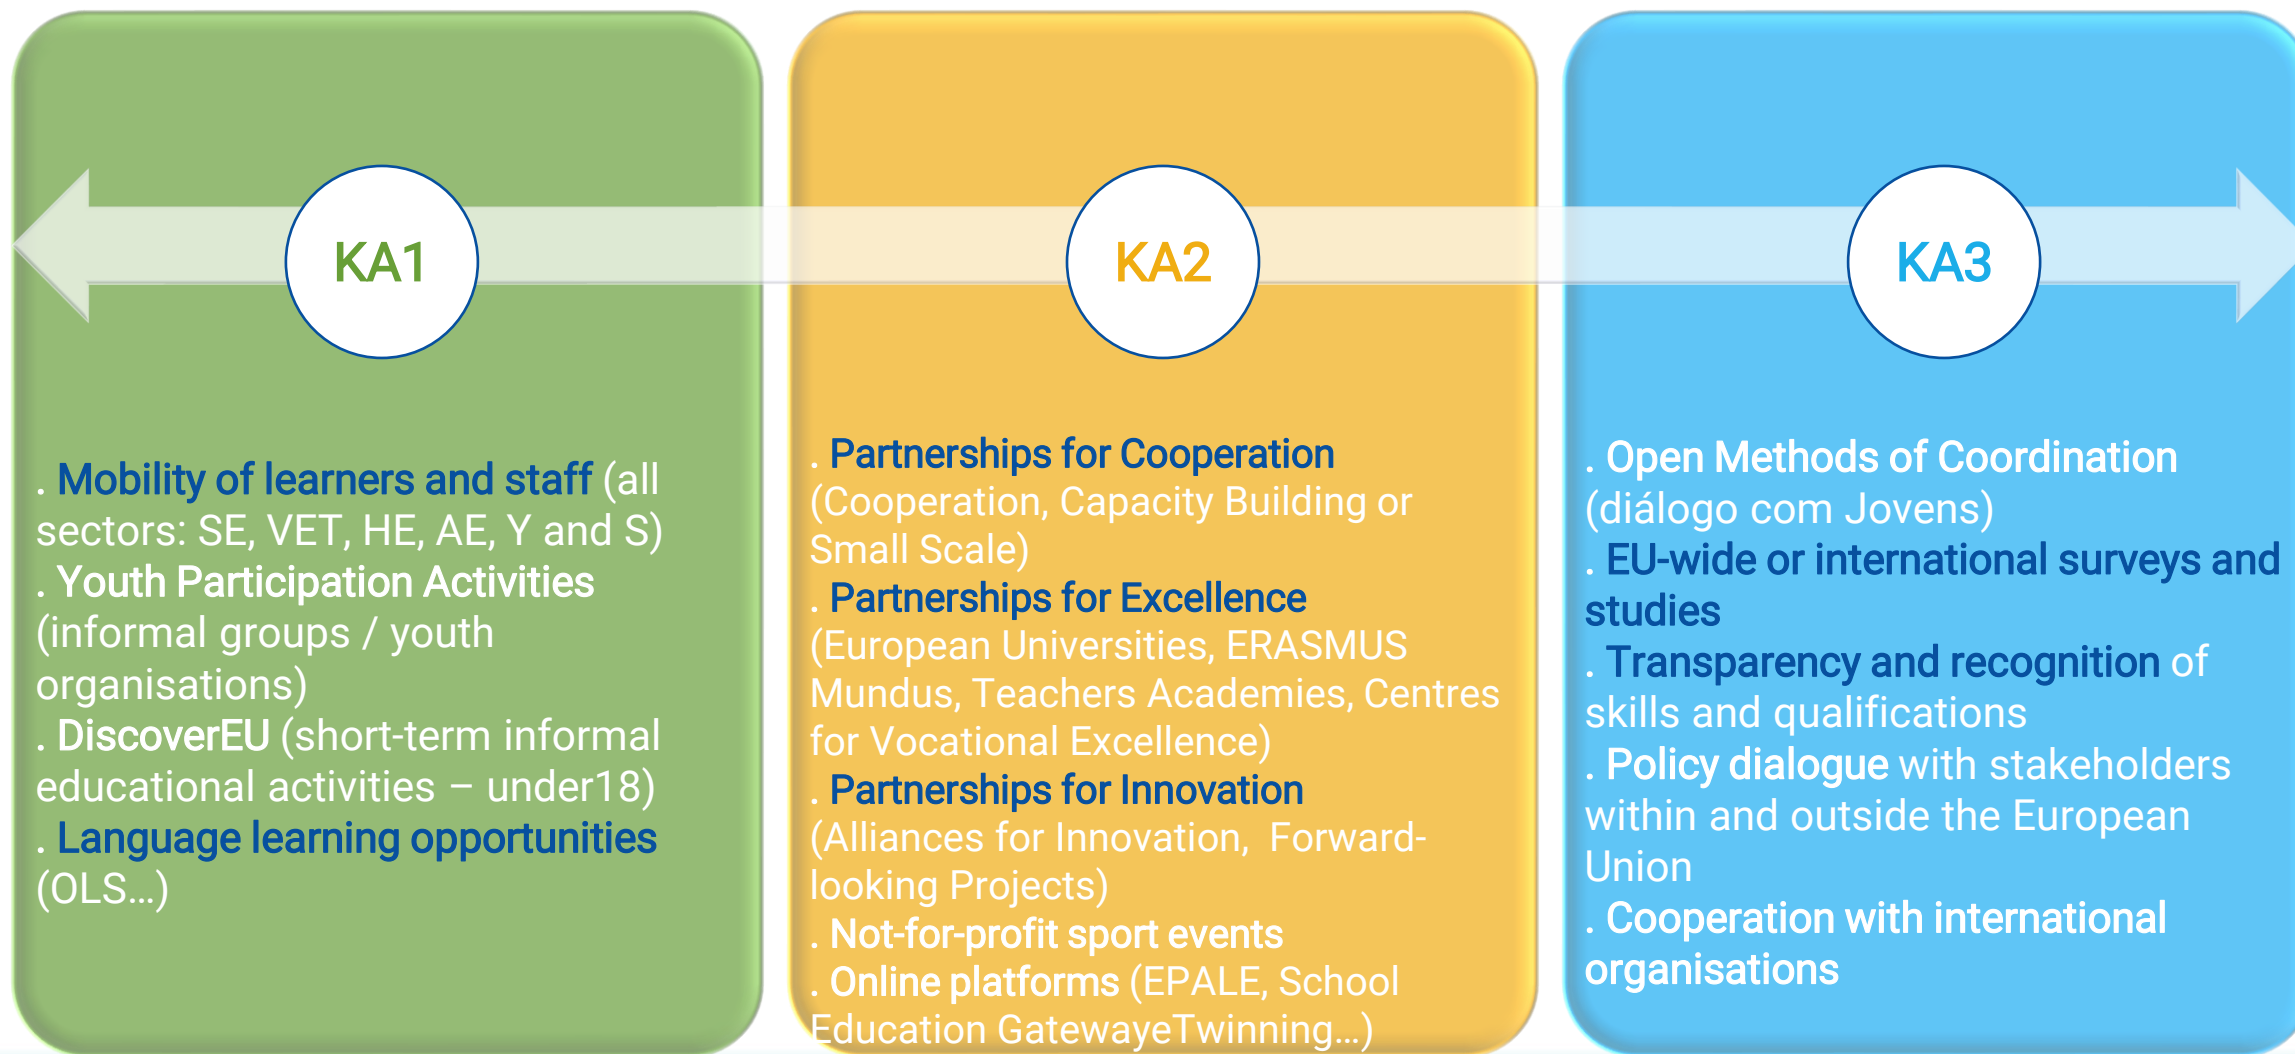 KA1
. Mobility of learners and staff (all
sectors: SE, VET, HE, AE, Y and S)
. Youth Participation Activities
(informal groups / youth
organisations)
. DiscoverEU (short-term informal
educational activities – under18)
. Language learning opportunities
(OLS...)
KA2
. Partnerships for Cooperation
(Cooperation, Capacity Building or
Small Scale)
. Partnerships for Excellence
(European Universities, ERASMUS
Mundus, Teachers Academies, Centres
for Vocational Excellence)
. Partnerships for Innovation
(Alliances for Innovation,  Forward-
looking Projects)
. Not-for-profit sport events
. Online platforms (EPALE, School
Education GatewayeTwinning...)
KA3
. Open Methods of Coordination
(diálogo com Jovens)
. EU-wide or international surveys and
studies
. Transparency and recognition of
skills and qualifications
. Policy dialogue with stakeholders
within and outside the European
Union
. Cooperation with international
organisations